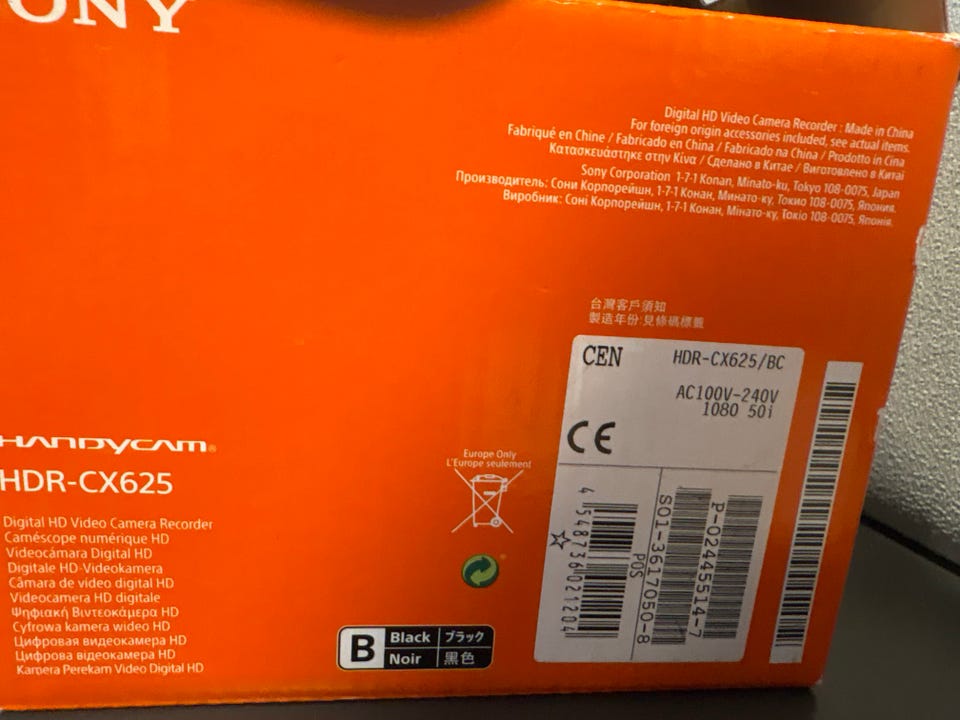 SONY
Digital HD Video Camera Recorder : Made in China
For foreign origin accessories included, see actual items.
Fabriqué en Chine / Fabricado en China / Fabricado na China / Prodotto in Cina
Κατασκευάστηκε στην Κίνα / Сделано в Китае / Виготовлено в Китаї
Sony Corporation 1-7-1 Konan, Minato-ku, Tokyo 108-0075, Japan
Производитель: Сони Корпорейшн, 1-7-1 Конан, Минато-ку, Токио 108-0075, Япония.
Виробник: Соні Корпорейшн, 1-7-1 Конан, Мінато-ку, Токіо 108-0075, Японія.
台灣客戶須知
製造年份:見條碼標籤
CEN HDR-CX625/BC
AC100V-240V
1080 50i
CE
HANDYCAM®
HDR-CX625
Digital HD Video Camera Recorder
Caméscope numérique HD
Videocámara Digital HD
Digitale HD-Videokamera
Câmara de vídeo digital HD
Videocamera HD digitale
Ψηφιακή Βιντεοκάμερα HD
Cyfrowa kamera wideo HD
Цифровая видеокамера HD
Цифрова відеокамера HD
Kamera Perekam Video Digital HD
Europe Only
L'Europe seulement
B Black ブラック
Noir 黒色
4 548736 021204
POS
S01-3617050-8
P-02445514-7